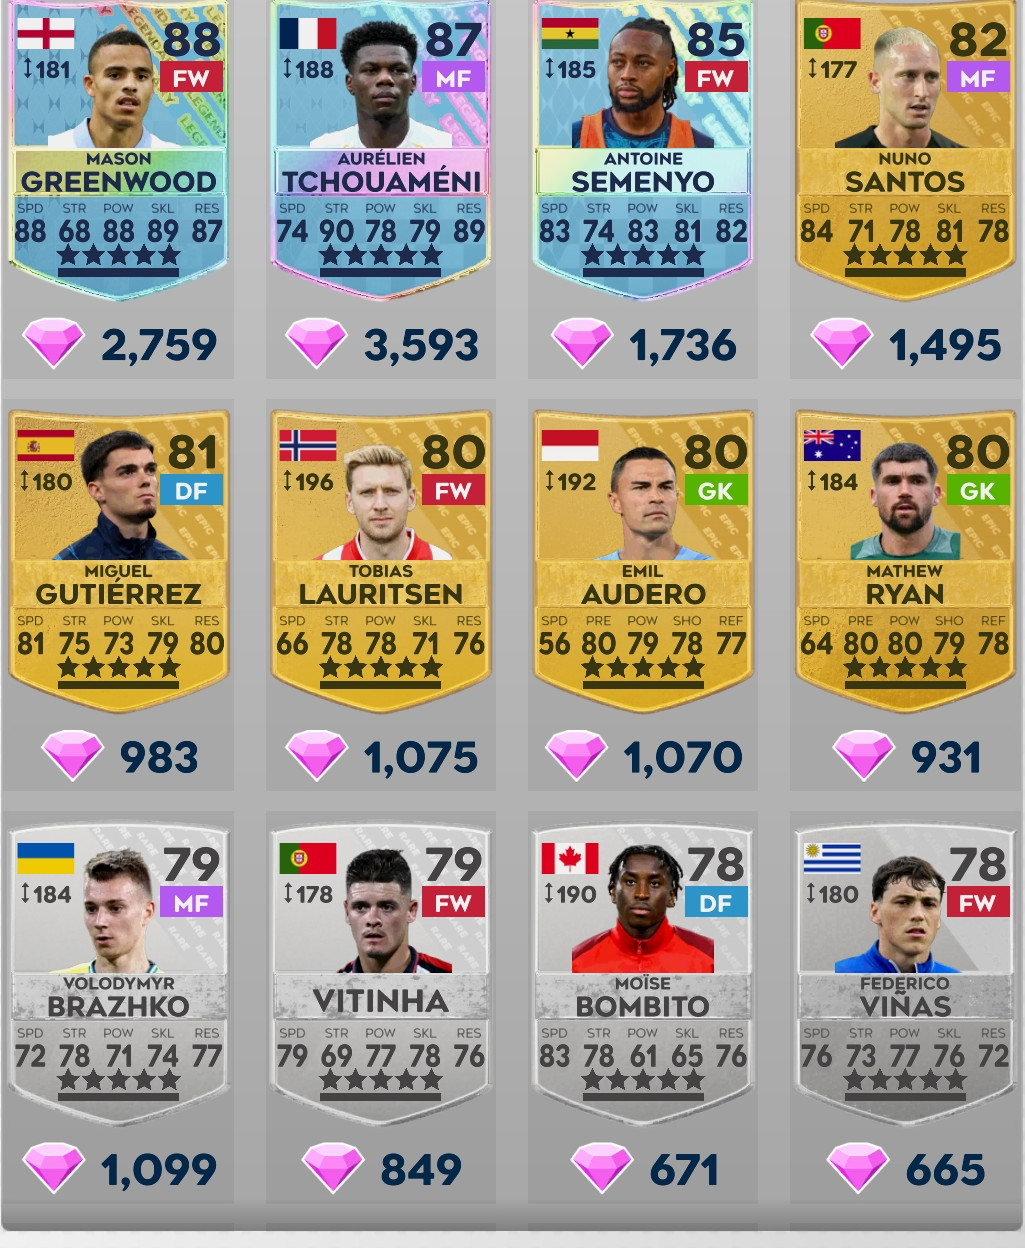 181
88
FW
MASON
GREENWOOD
SPD STR POW SKL RES
88 68 88 89 87
2,759
188
87
MF
AURÉLIEN
TCHOUAMÉNI
SPD STR POW SKL RES
74 90 78 79 89
3,593
185
85
FW
ANTOINE
SEMENYO
SPD STR POW SKL RES
83 74 83 81 82
1,736
177
82
MF
NUNO
SANTOS
SPD STR POW SKL RES
84 71 78 81 78
1,495
180
81
DF
MIGUEL
GUTIÉRREZ
SPD STR POW SKL RES
81 75 73 79 80
983
196
80
FW
TOBIAS
LAURITSEN
SPD STR POW SKL RES
66 78 78 71 76
1,075
192
80
GK
EMIL
AUDERO
SPD PRE POW SHO REF
56 80 79 78 77
1,070
184
80
GK
MATHEW
RYAN
SPD PRE POW SHO REF
64 80 80 79 78
931
184
79
MF
VOLODYMYR
BRAZHKO
SPD STR POW SKL RES
72 78 71 74 77
1,099
178
79
FW
VITINHA
SPD STR POW SKL RES
79 69 77 78 76
849
190
78
DF
MOÏSE
BOMBITO
SPD STR POW SKL RES
83 78 61 65 76
671
180
78
FW
FEDERICO
VIÑAS
SPD STR POW SKL RES
76 73 77 76 72
665